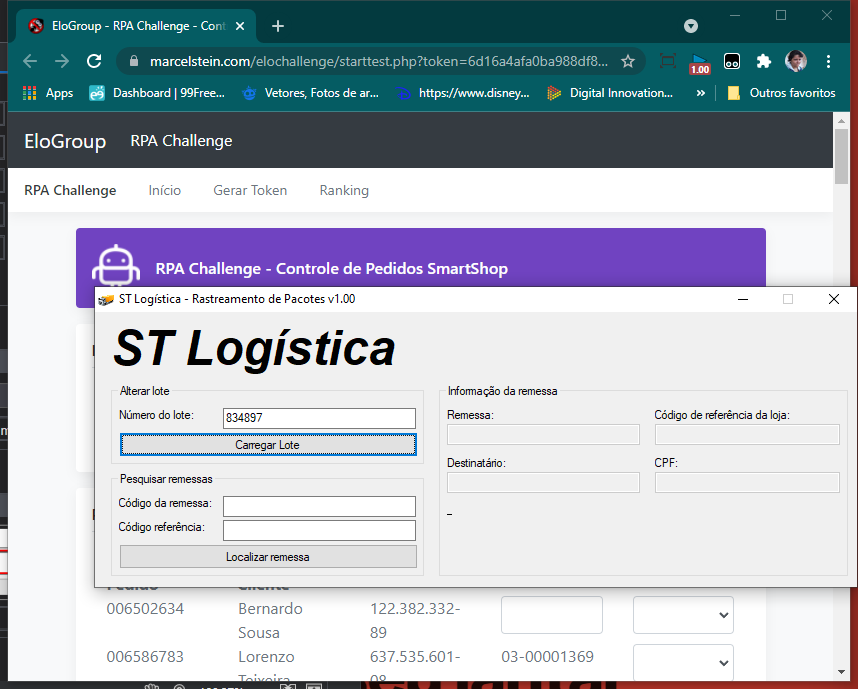 EloGroup - RPA Challenge - Cont
marcelstein.com/elochallenge/starttest.php?token=6d16a4afa0ba988df8...
1.00
Apps
Dashboard | 99Free...
Vetores, Fotos de ar...
https://www.disney...
Digital Innovation...
»
Outros favoritos
EloGroup
RPA Challenge
RPA Challenge
Início
Gerar Token
Ranking
RPA Challenge - Controle de Pedidos SmartShop
ST Logística - Rastreamento de Pacotes v1.00
ST Logística
Alterar lote
Número do lote:
834897
Carregar Lote
Pesquisar remessas
Código da remessa:
Código referência:
Localizar remessa
Informação da remessa
Remessa:
Código de referência da loja:
Destinatário:
CPF:
_
Pedido
Cliente
006502634
Bernardo Sousa
122.382.332-89
006586783
Lorenzo Teixeira
637.535.601-08
03-00001369